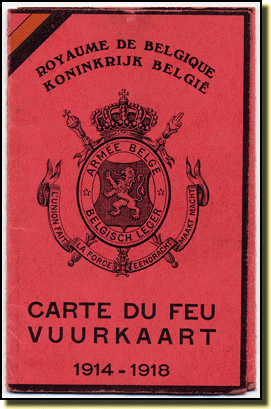 ROYAUME DE BELGIQUE
KONINKRIJK BELGIË
ARMÉE BELGE
BELGISCH LEGER
L'UNION FAIT LA FORCE
EENDRACHT MAAKT MACHT
CARTE DU FEU
VUURKAART
1914 - 1918